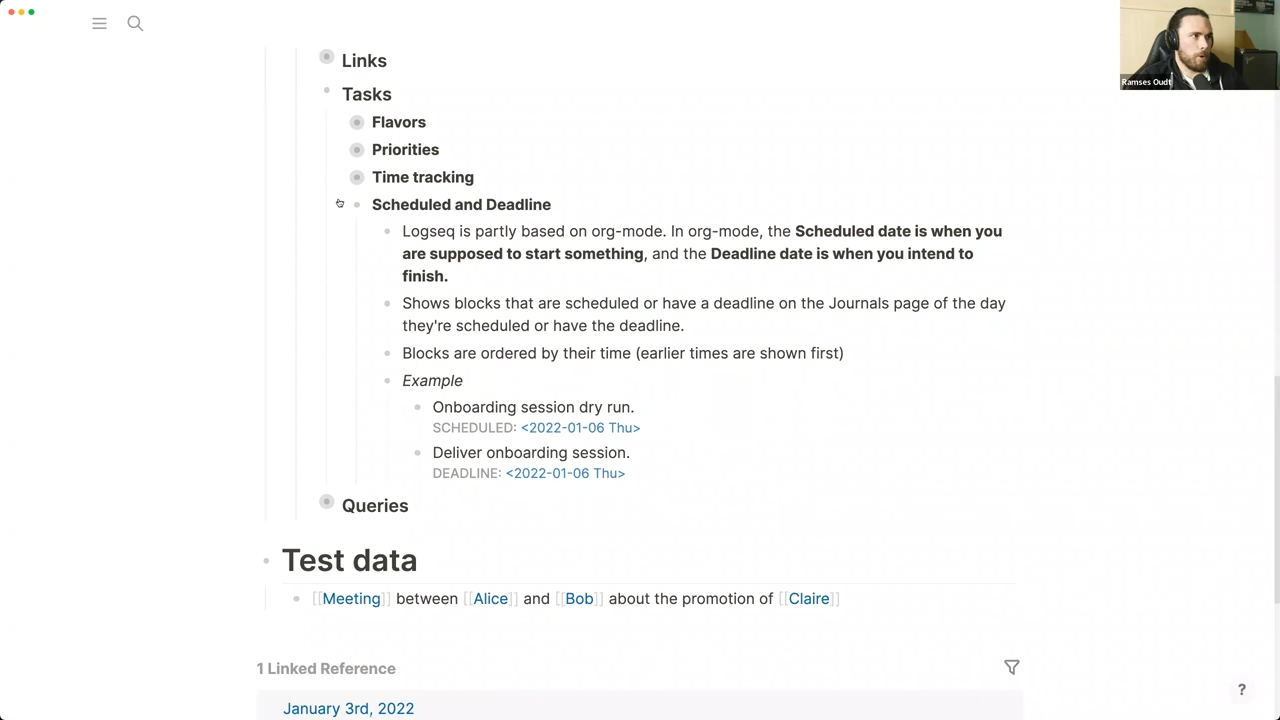 Ramses Oudt
Links
Tasks
Flavors
Priorities
Time tracking
Scheduled and Deadline
Logseq is partly based on org-mode. In org-mode, the Scheduled date is when you
are supposed to start something, and the Deadline date is when you intend to
finish.
Shows blocks that are scheduled or have a deadline on the Journals page of the day
they're scheduled or have the deadline.
Blocks are ordered by their time (earlier times are shown first)
Example
Onboarding session dry run.
SCHEDULED: <2022-01-06 Thu>
Deliver onboarding session.
DEADLINE: <2022-01-06 Thu>
Queries
Test data
[[Meeting]] between [[Alice]] and [[Bob]] about the promotion of [[Claire]]
1 Linked Reference
January 3rd, 2022
?